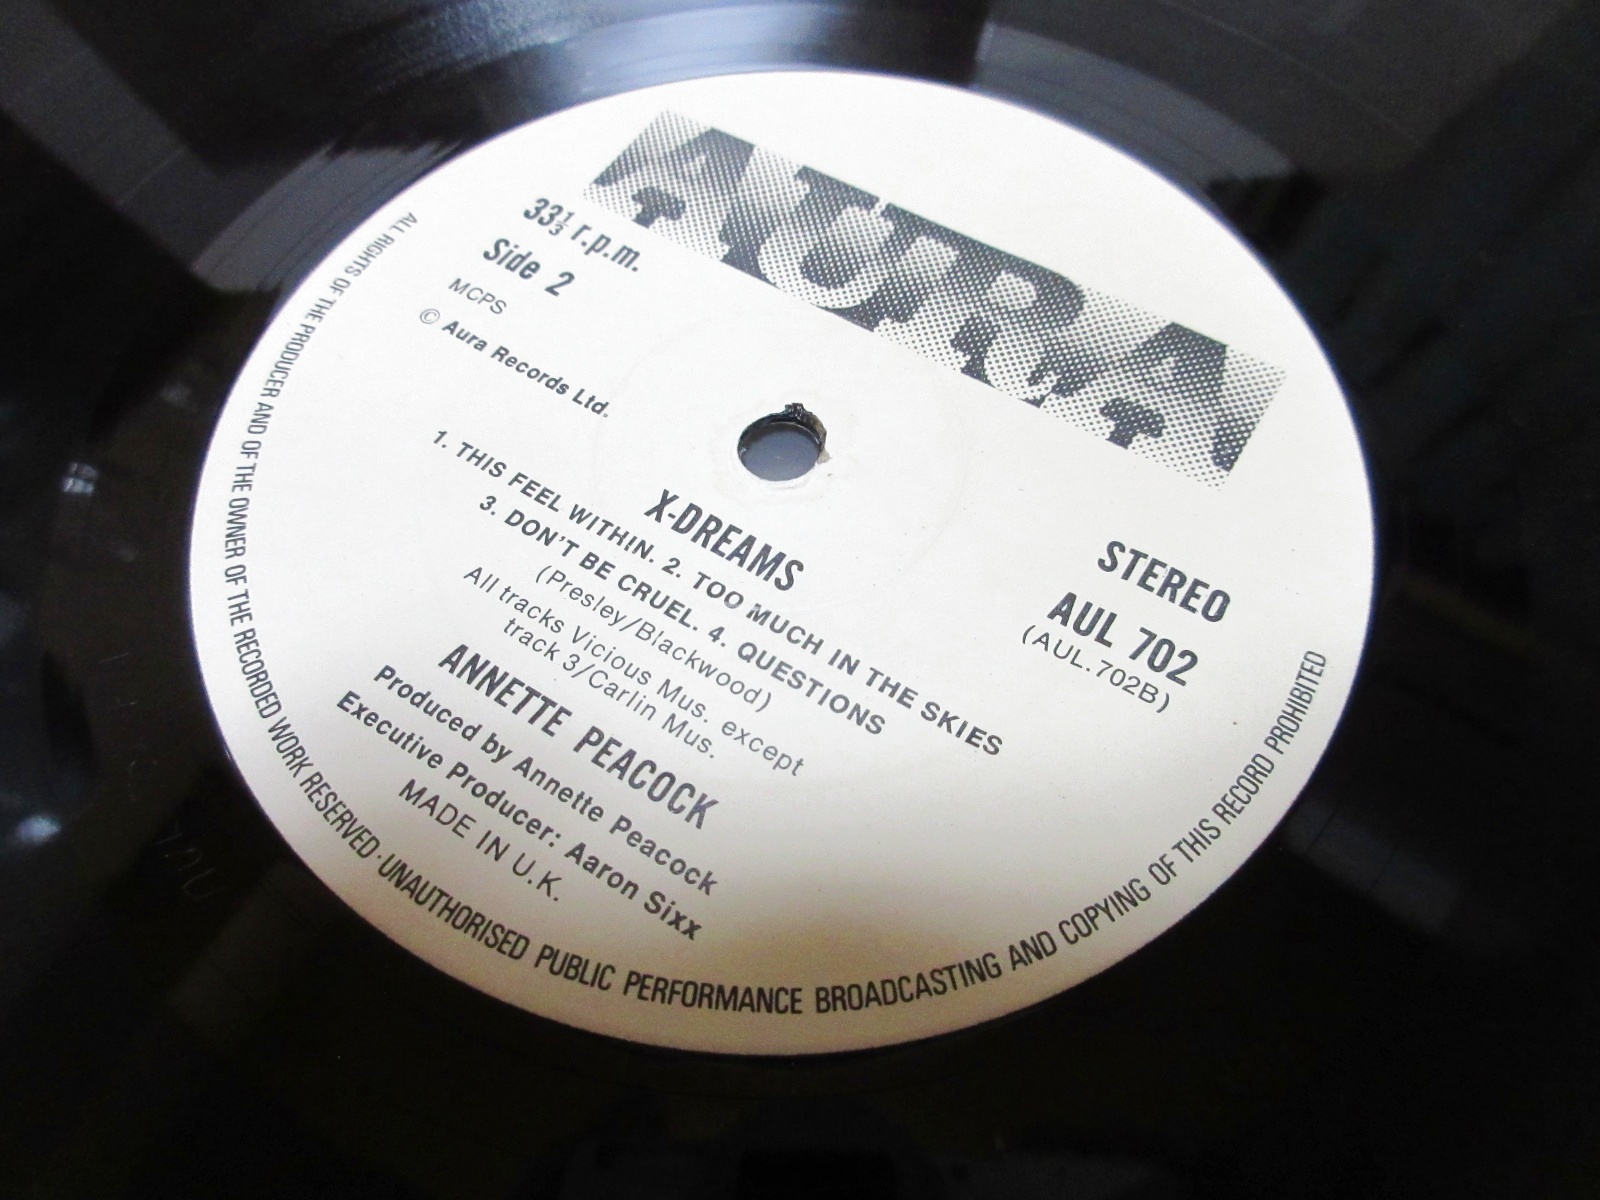 AURA
33⅓ r.p.m.
Side 2
MCPS
© Aura Records Ltd.
STEREO
AUL 702
(AUL.702B)
X-DREAMS
1. THIS FEEL WITHIN. 2. TOO MUCH IN THE SKIES
3. DON'T BE CRUEL. 4. QUESTIONS
(Presley/Blackwood)
All tracks Vicious Mus. except
track 3/Carlin Mus.
ANNETTE PEACOCK
Produced by Annette Peacock
Executive Producer: Aaron Sixx
MADE IN U.K.
ALL RIGHTS OF THE PRODUCER AND OF THE OWNER OF THE RECORDED WORK RESERVED · UNAUTHORISED PUBLIC PERFORMANCE BROADCASTING AND COPYING OF THIS RECORD PROHIBITED